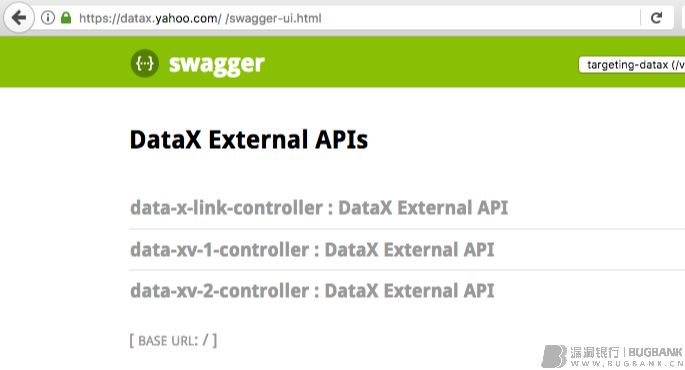 https://datax.yahoo.com/ /swagger-ui.html
{··} swagger
targeting-datax (/v
DataX External APIs
data-x-link-controller : DataX External API
data-xv-1-controller : DataX External API
data-xv-2-controller : DataX External API
[ BASE URL: / ]
漏洞银行|BUGBANK
WWW.BUGBANK.CN